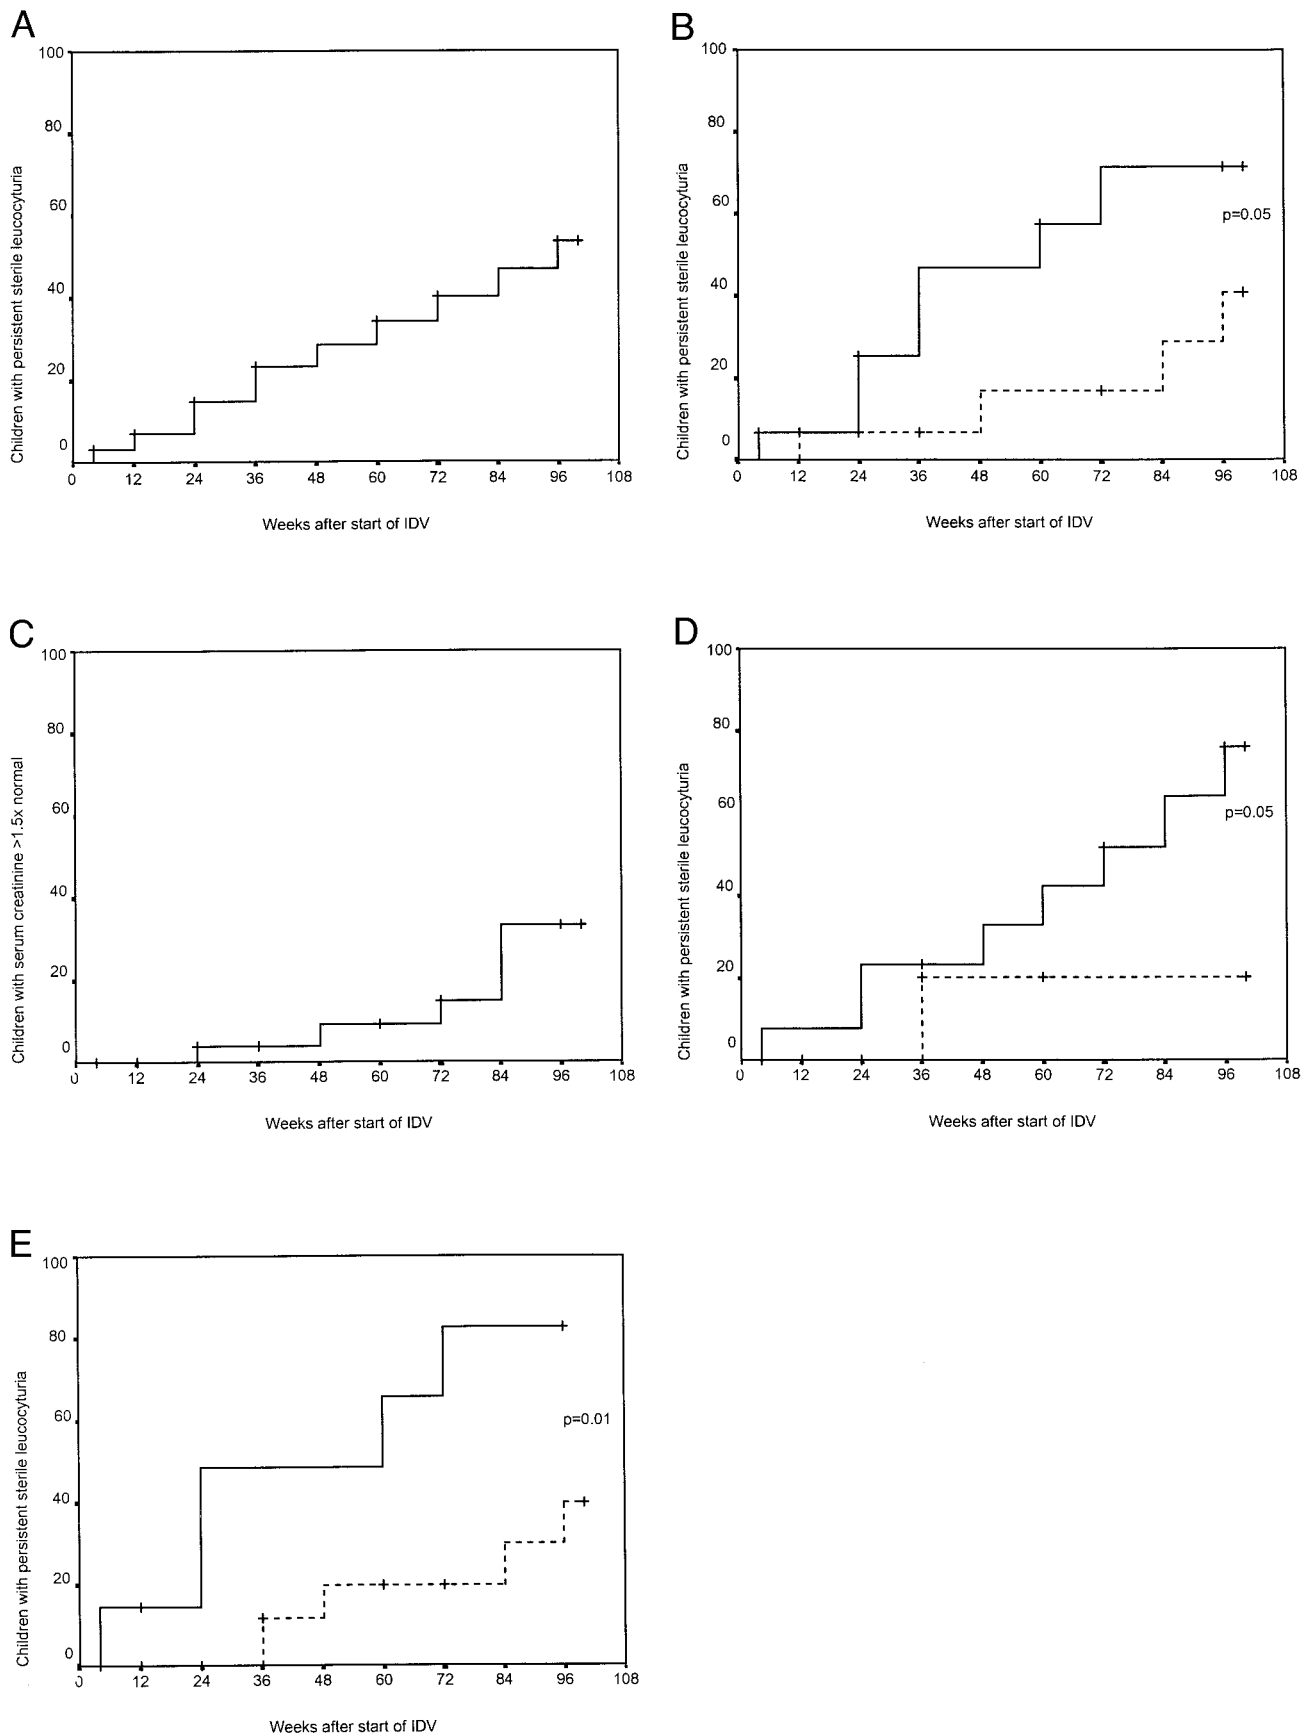 A
100
80
60
40
20
0
Children with persistent sterile leucocyturia
0 12 24 36 48 60 72 84 96 108
Weeks after start of IDV
B
100
80
60
40
20
0
Children with persistent sterile leucocyturia
p=0.05
0 12 24 36 48 60 72 84 96 108
Weeks after start of IDV
C
100
80
60
40
20
0
Children with serum creatinine >1.5x normal
0 12 24 36 48 60 72 84 96 108
Weeks after start of IDV
D
100
80
60
40
20
0
Children with persistent sterile leucocyturia
p=0.05
0 12 24 36 48 60 72 84 96 108
Weeks after start of IDV
E
100
80
60
40
20
0
Children with persistent sterile leucocyturia
p=0.01
0 12 24 36 48 60 72 84 96 108
Weeks after start of IDV